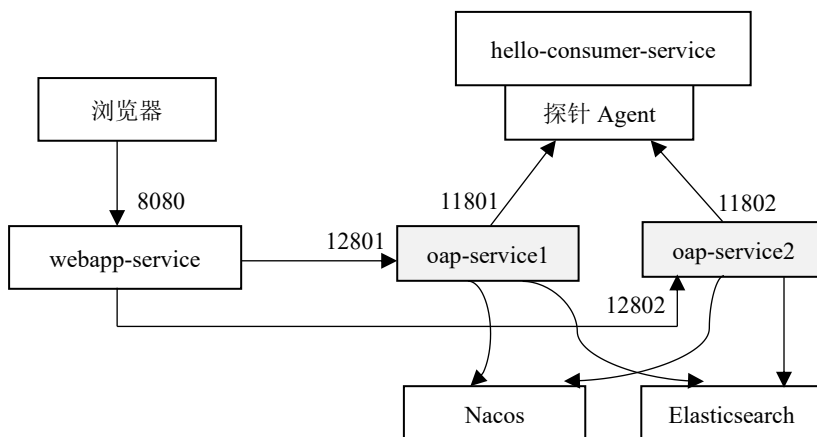 hello-consumer-service
浏览器
探针 Agent
8080
11801
11802
webapp-service
12801
oap-service1
oap-service2
12802
Nacos
Elasticsearch